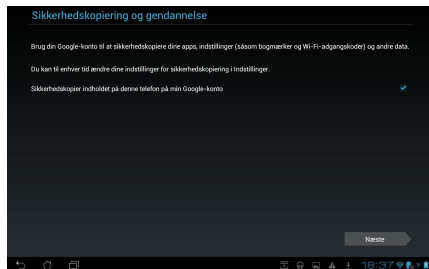 Sikkerhedskopiering og gendannelse
Brug din Google-konto til at sikkerhedskopiere dine apps, indstillinger (såsom bogmærker og Wi-Fi-adgangskoder) og andre data.
Du kan til enhver tid ændre dine indstillinger for sikkerhedskopiering i Indstillinger.
Sikkerhedskopier indholdet på denne telefon på min Google-konto
Næste
18:37